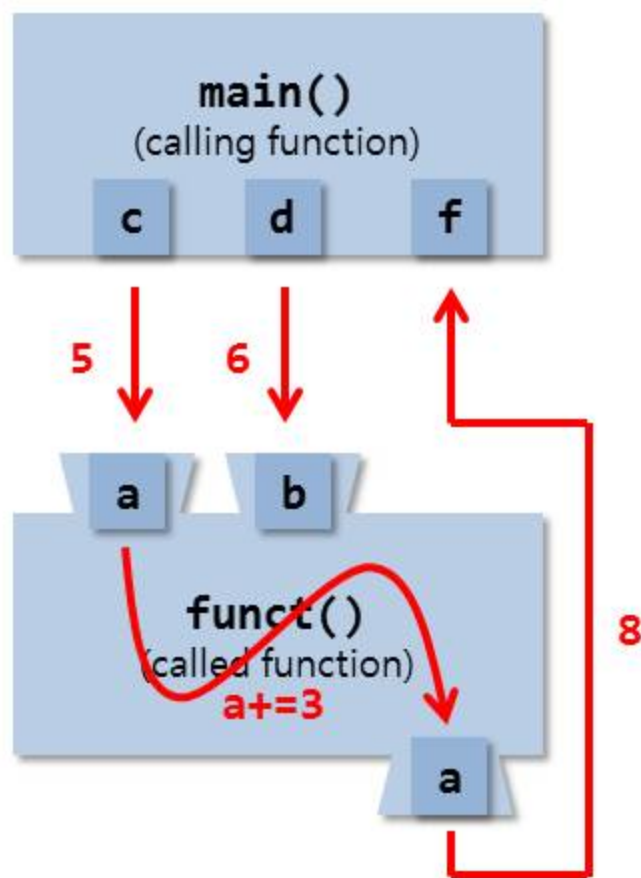 main()
(calling function)
c d f
5 6
a b
funct()
(called function)
a+=3
8
a